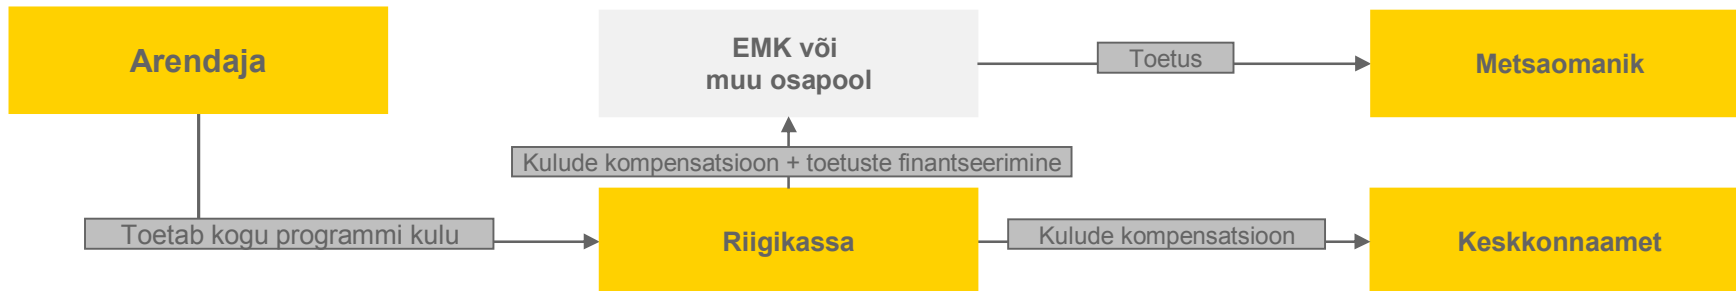 Arendaja
EMK või
muu osapool
Toetus
Metsaomanik
Kulude kompensatsioon + toetuste finantseerimine
Toetab kogu programmi kulu
Riigikassa
Kulude kompensatsioon
Keskkonnaamet